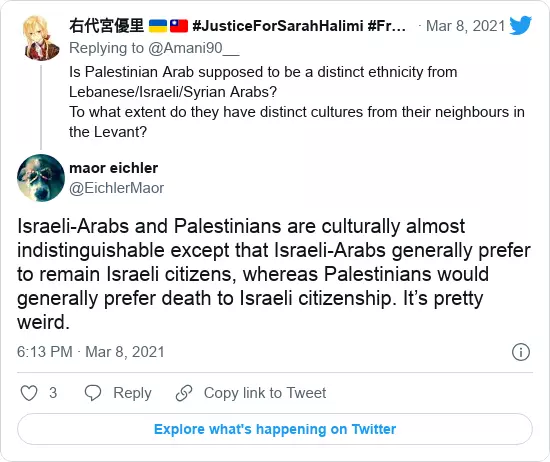 右代宮優里 🇺🇦🇹🇼 #JusticeForSarahHalimi #Fr... · Mar 8, 2021
Replying to @Amani90__
Is Palestinian Arab supposed to be a distinct ethnicity from
Lebanese/Israeli/Syrian Arabs?
To what extent do they have distinct cultures from their neighbours in
the Levant?
maor eichler
@EichlerMaor
Israeli-Arabs and Palestinians are culturally almost
indistinguishable except that Israeli-Arabs generally prefer
to remain Israeli citizens, whereas Palestinians would
generally prefer death to Israeli citizenship. It’s pretty
weird.
6:13 PM · Mar 8, 2021
3 Reply Copy link to Tweet
Explore what's happening on Twitter